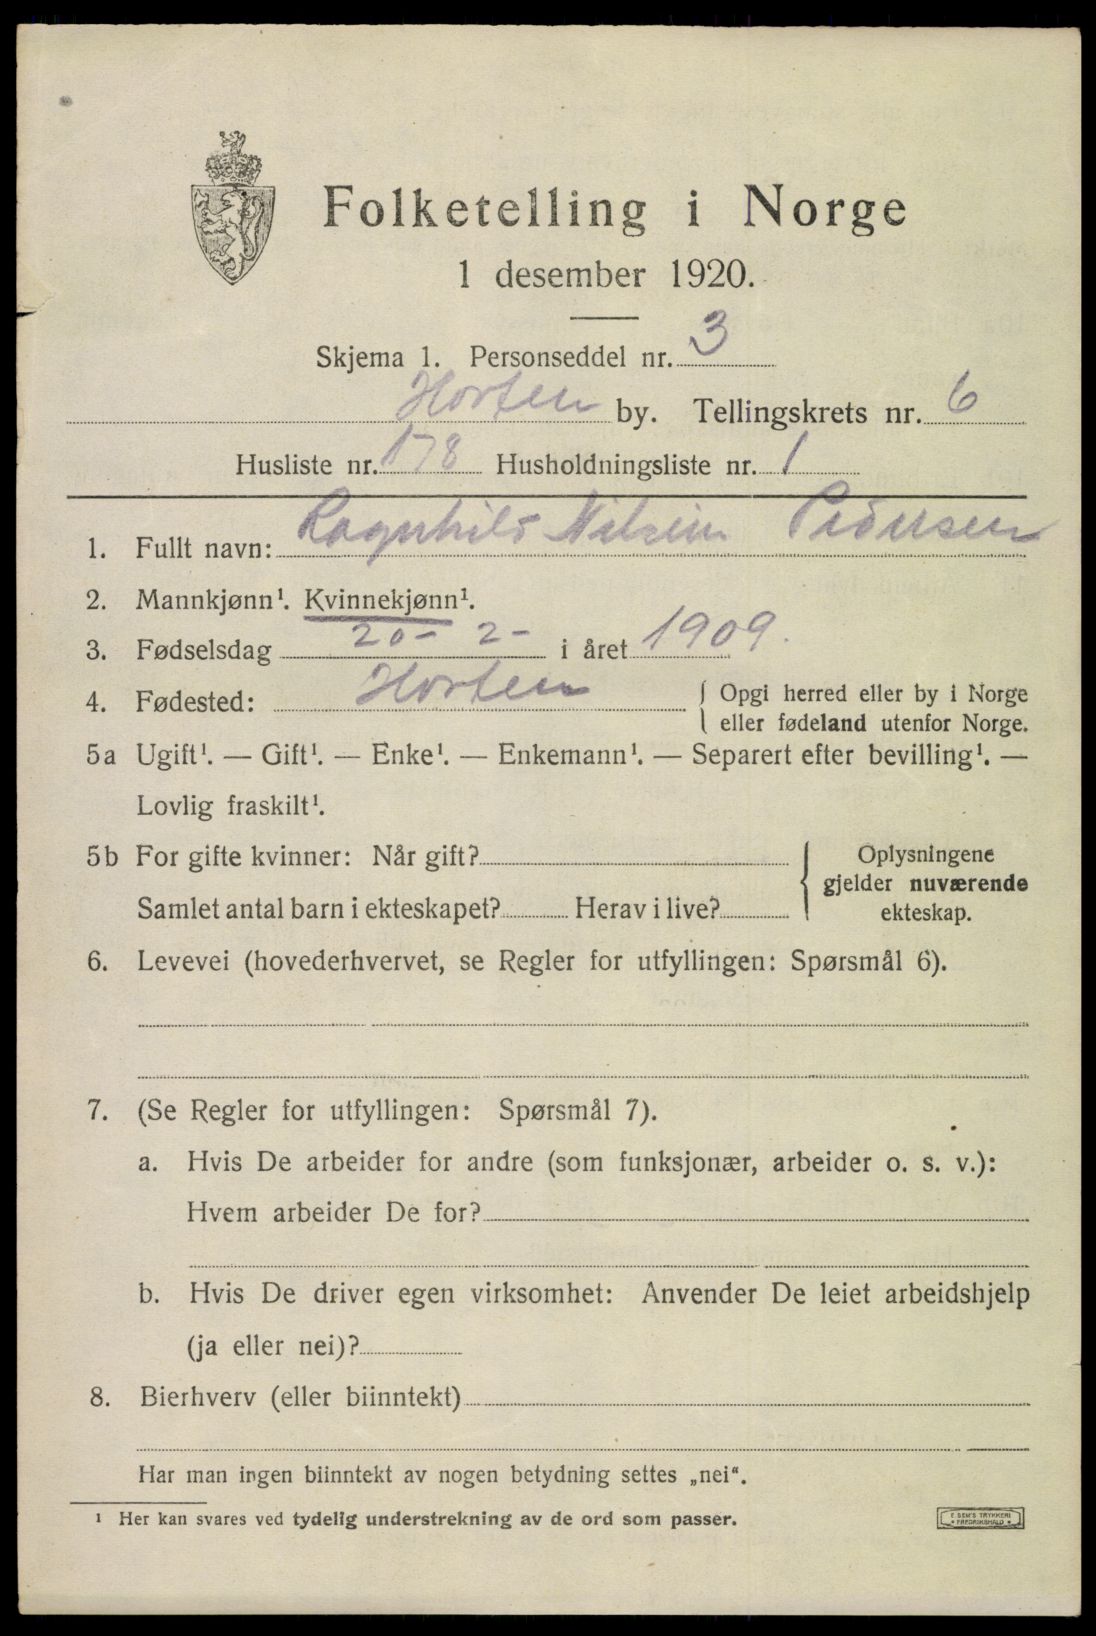 Folketelling i Norge
1 desember 1920.
Skjema 1. Personseddel nr. 3
Horten by. Tellingskrets nr. 6
Husliste nr. 178 Husholdningsliste nr. 1
1. Fullt navn: Ragnhild Pedersen
2. Mannkjønn¹. Kvinnekjønn¹.
3. Fødselsdag 20 - 2 - i året 1909.
4. Fødested: Horten { Opgi herred eller by i Norge
eller fødeland utenfor Norge.
5a Ugift¹. — Gift¹. — Enke¹. — Enkemann¹. — Separert efter bevilling¹. —
Lovlig fraskilt¹.
5b For gifte kvinner: Når gift?
Samlet antal barn i ekteskapet? Herav i live?
{ Oplysningene
gjelder nuværende
ekteskap.
6. Levevei (hovederhvervet, se Regler for utfyllingen: Spørsmål 6).
7. (Se Regler for utfyllingen: Spørsmål 7).
a. Hvis De arbeider for andre (som funksjonær, arbeider o. s. v.):
Hvem arbeider De for?
b. Hvis De driver egen virksomhet: Anvender De leiet arbeidshjelp
(ja eller nei)?
8. Bierhverv (eller biinntekt)
Har man ingen biinntekt av nogen betydning settes „nei“.
¹ Her kan svares ved tydelig understrekning av de ord som passer.
E. SEM'S TRYKKERI
* FREDRIKSHALD *